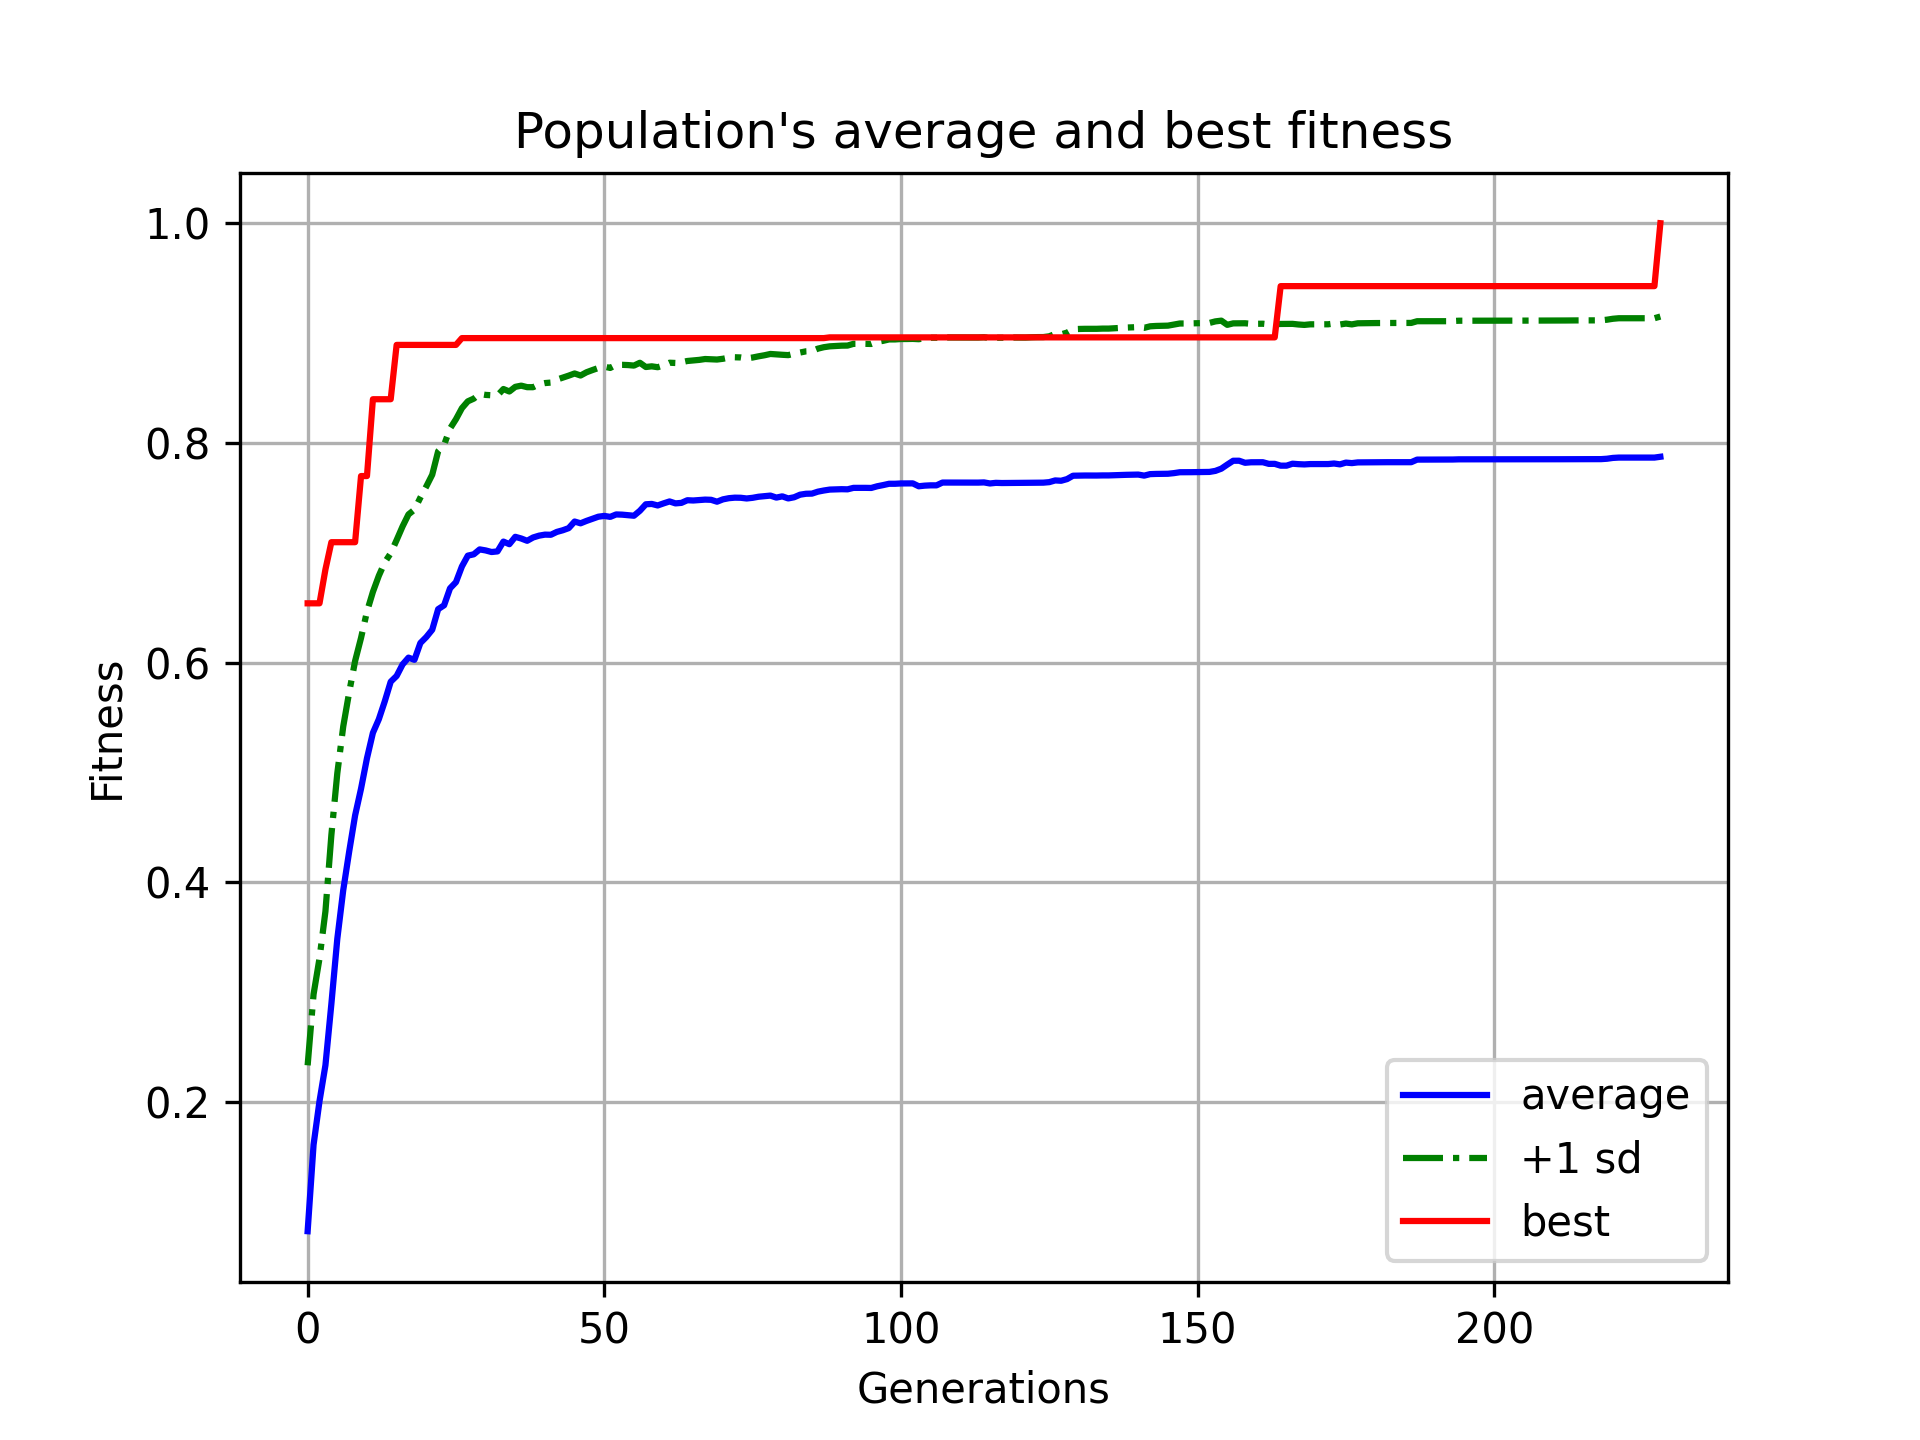 Population's average and best fitness
1.0
0.8
0.6
0.4
0.2
Fitness
0 50 100 150 200
Generations
average
+1 sd
best